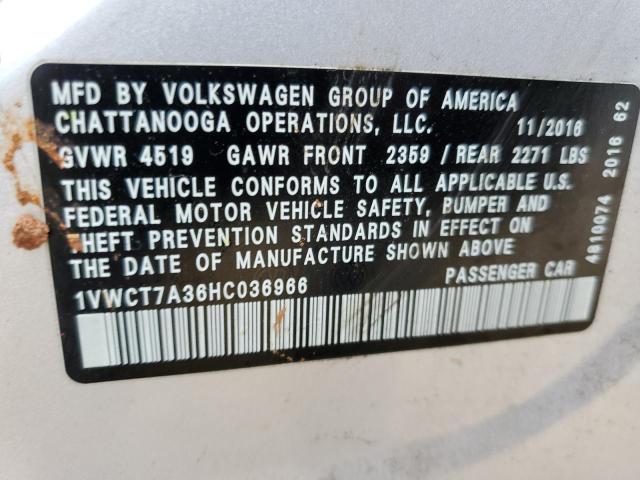 MFD BY VOLKSWAGEN GROUP OF AMERICA
CHATTANOOGA OPERATIONS, LLC. 11/2016
GVWR 4519 GAWR FRONT 2359 / REAR 2271 LBS
THIS VEHICLE CONFORMS TO ALL APPLICABLE U.S.
FEDERAL MOTOR VEHICLE SAFETY, BUMPER AND
THEFT PREVENTION STANDARDS IN EFFECT ON
THE DATE OF MANUFACTURE SHOWN ABOVE
1VWCT7A36HC036966 PASSENGER CAR
4910074 2016 62